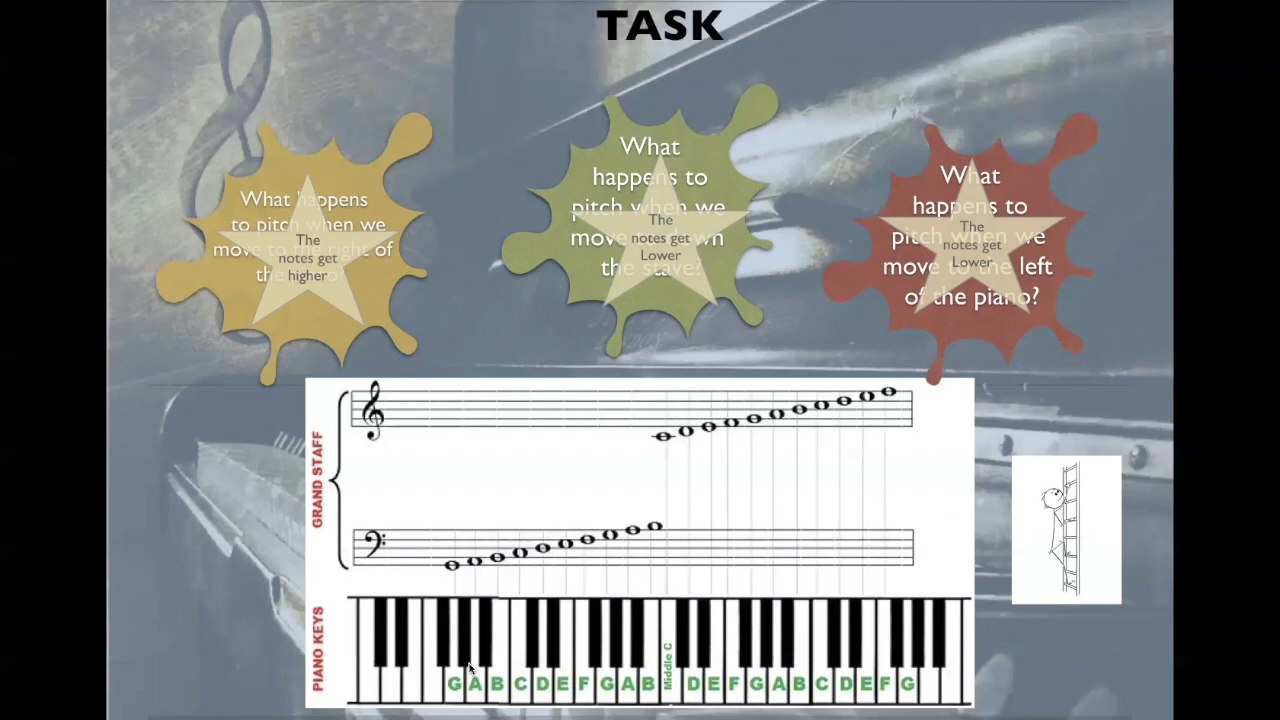 TASK
What happens
to pitch when we
move to the right of
the piano?
The
notes get
higher
What
happens to
pitch when we
move down
the stave?
The
notes get
Lower
What
happens to
pitch when we
move to the left
of the piano?
The
notes get
Lower
GRAND STAFF
PIANO KEYS
G A B C D E F G A B Middle C D E F G A B C D E F G